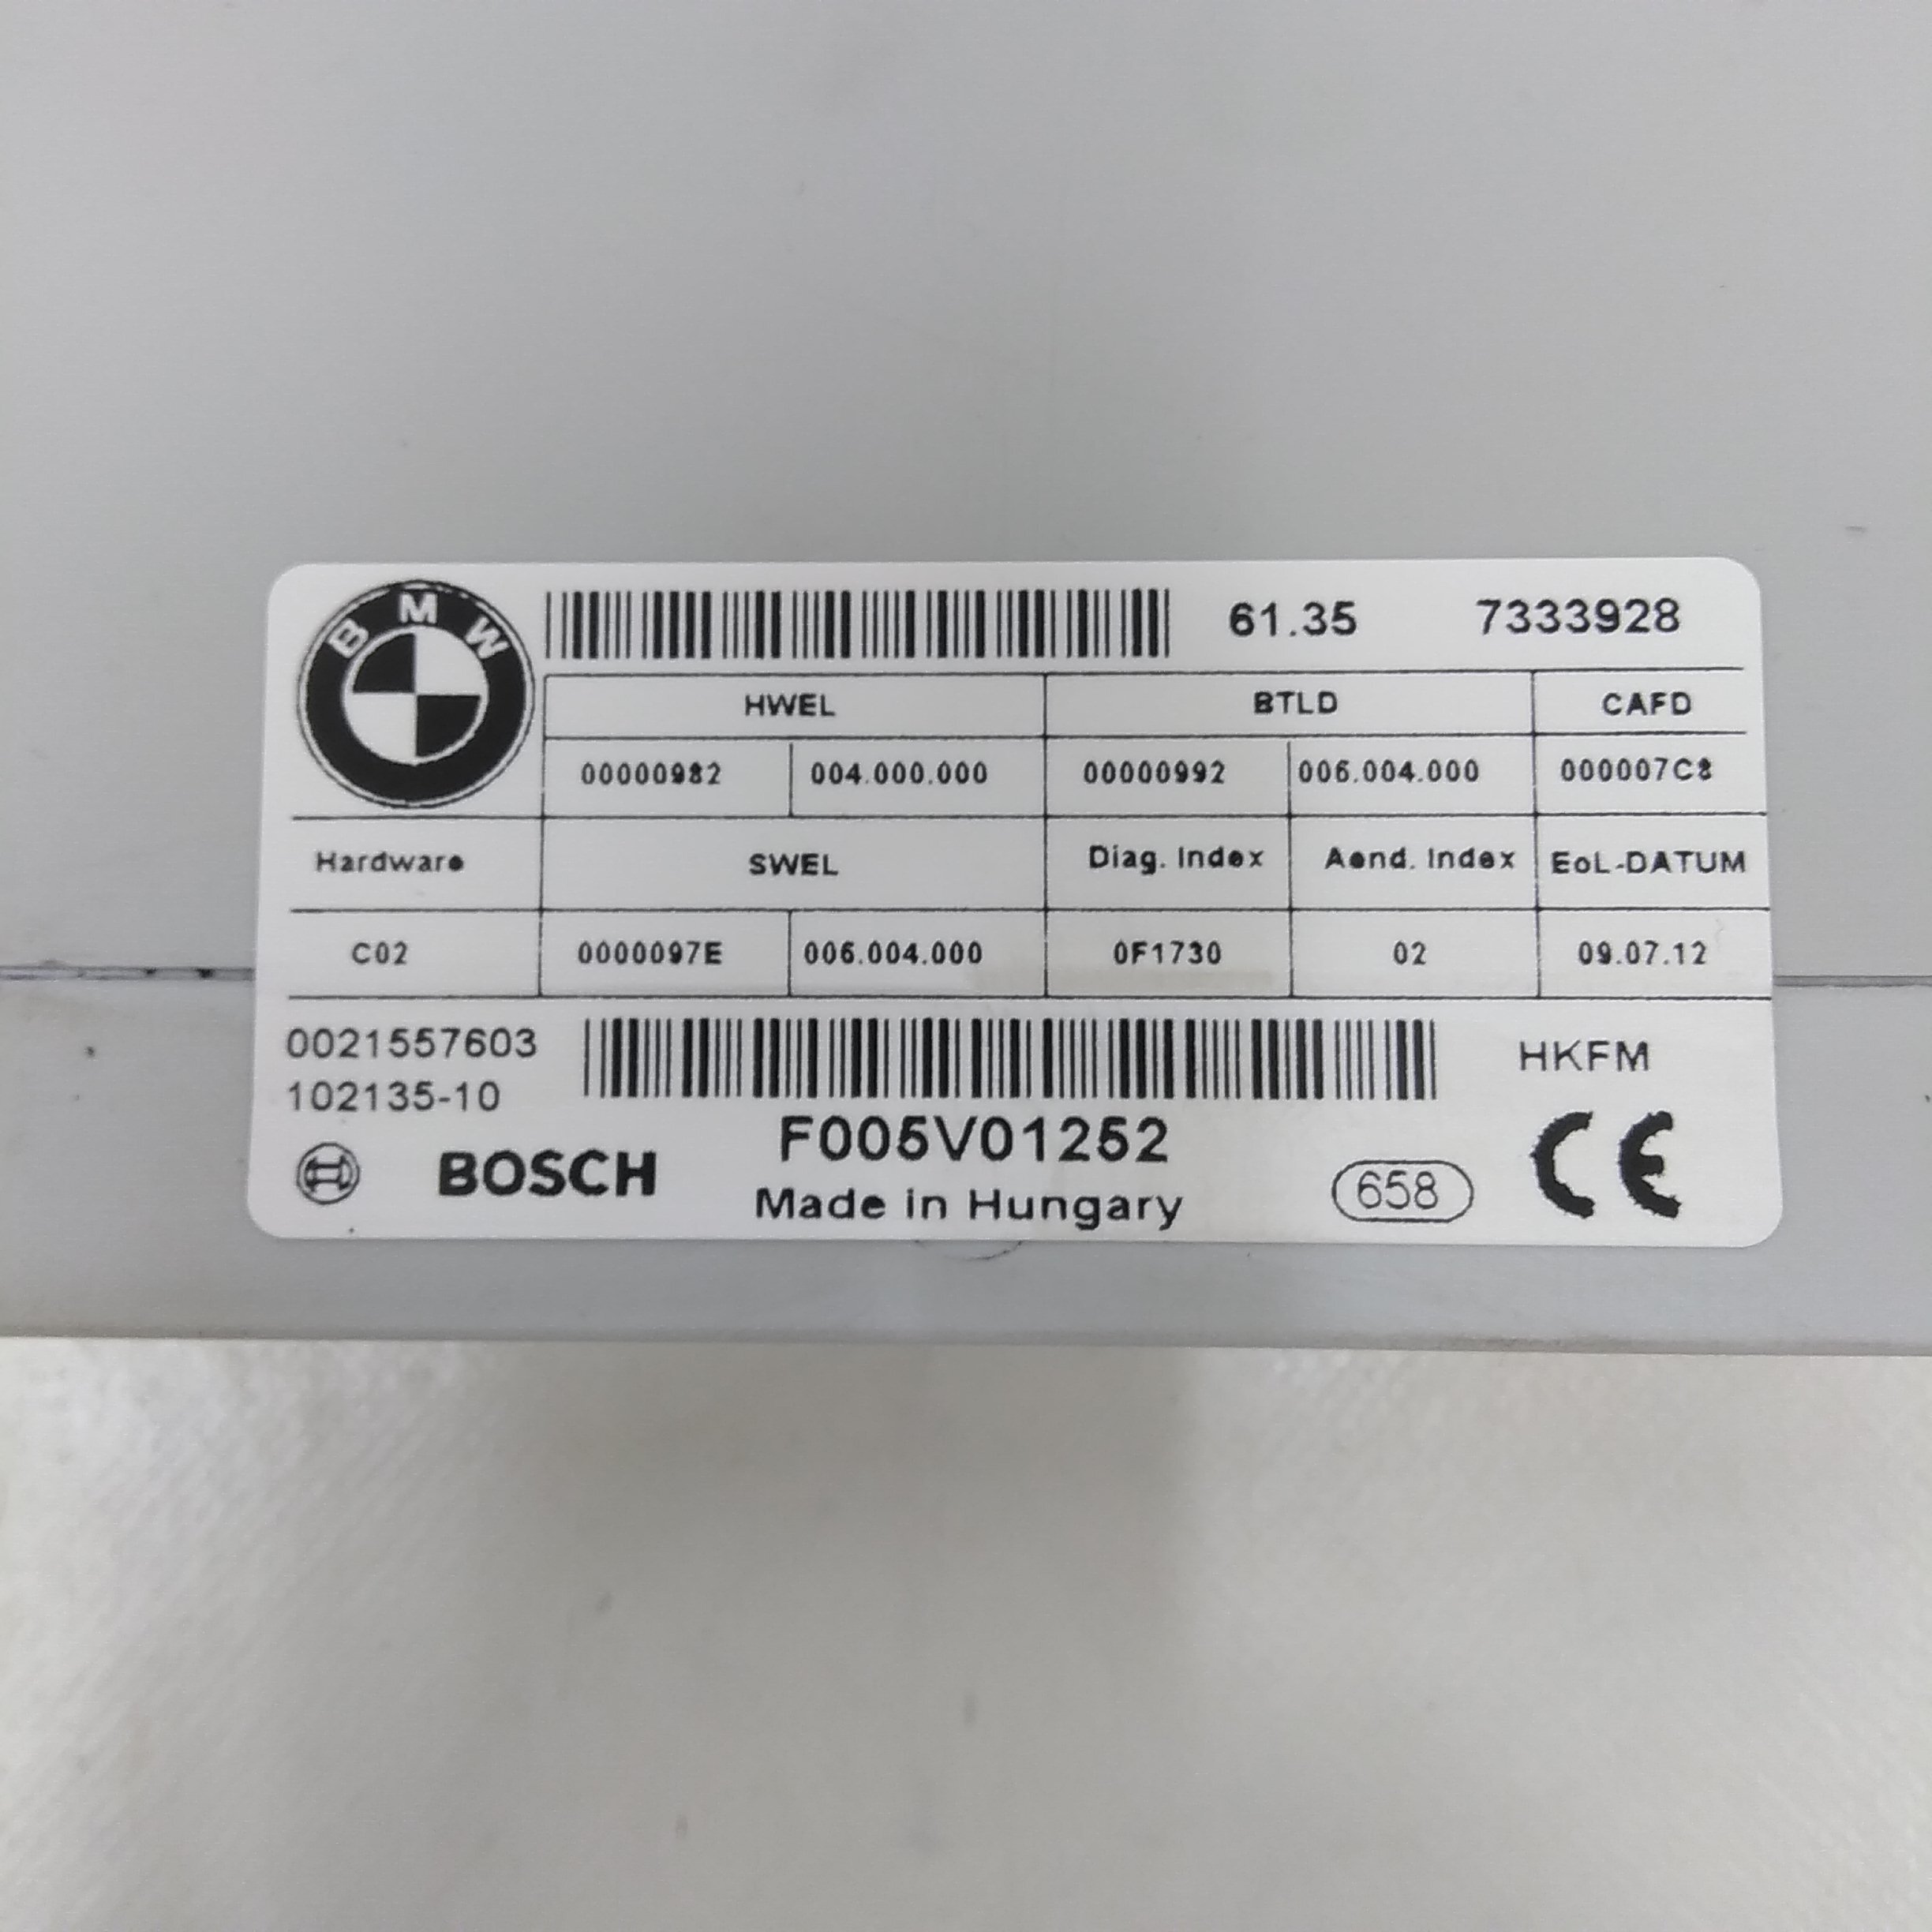 BMW
61.35 7333928
HWEL BTLD CAFD
00000982 004.000.000 00000992 006.004.000 000007C8
Hardware SWEL Diag. Index Aend. Index EoL-DATUM
C02 0000097E 006.004.000 0F1730 02 09.07.12
0021557603
102135-10
HKFM
F005V01252
BOSCH
Made in Hungary
658
CE